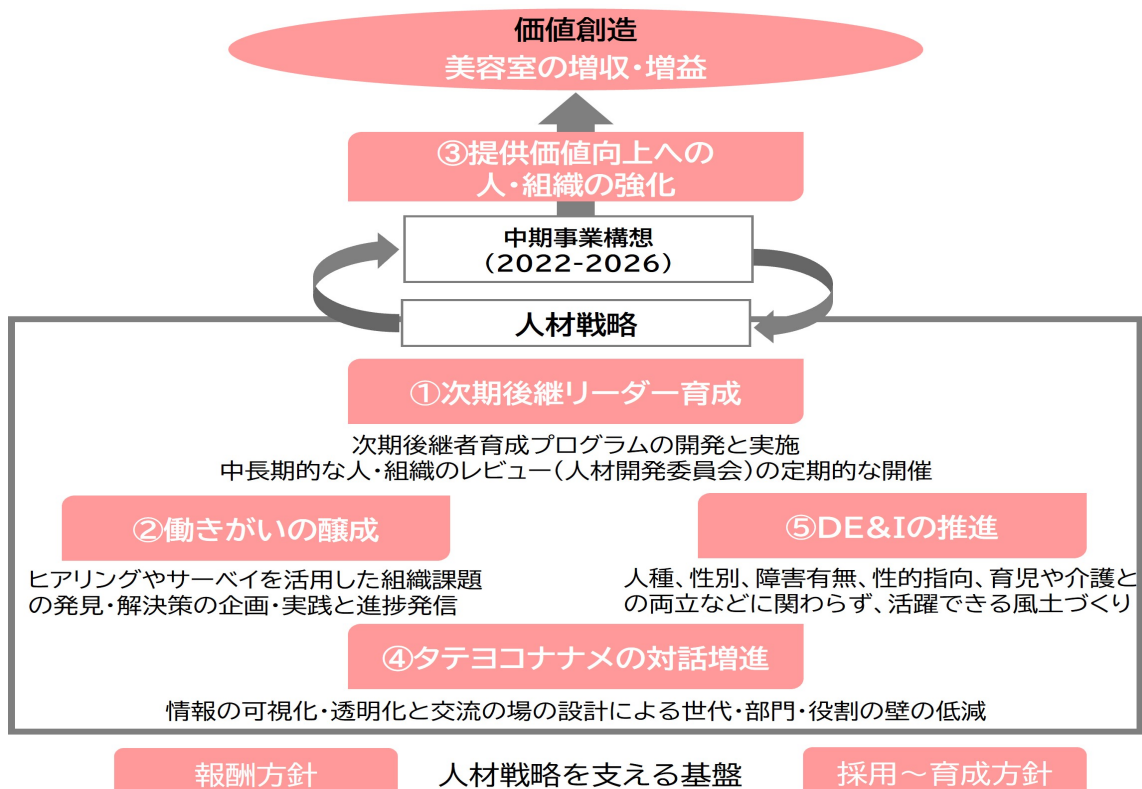 価値創造
美容室の増収・増益
③提供価値向上への
人・組織の強化
中期事業構想
(2022-2026)
人材戦略
①次期後継リーダー育成
次期後継者育成プログラムの開発と実施
中長期的な人・組織のレビュー(人材開発委員会)の定期的な開催
②働きがいの醸成
ヒアリングやサーベイを活用した組織課題
の発見・解決策の企画・実践と進捗発信
⑤DE&Iの推進
人種、性別、障害有無、性的指向、育児や介護と
の両立などに関わらず、活躍できる風土づくり
④タテヨコナナメの対話増進
情報の可視化・透明化と交流の場の設計による世代・部門・役割の壁の低減
報酬方針
人材戦略を支える基盤
採用～育成方針